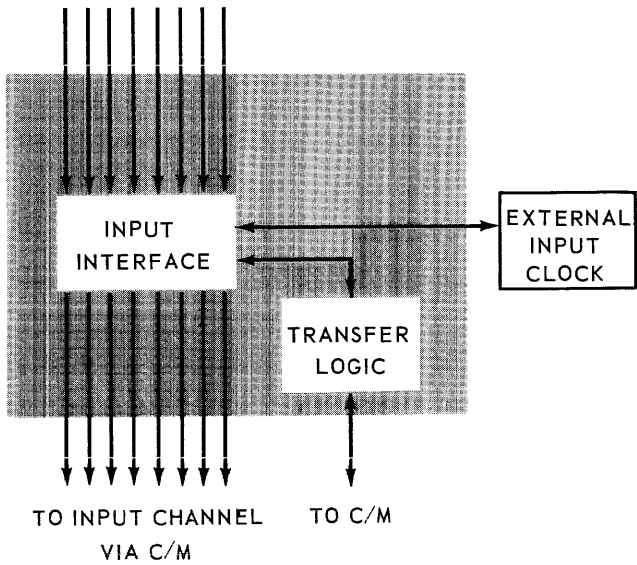 INPUT
INTERFACE
EXTERNAL
INPUT
CLOCK
TRANSFER
LOGIC
TO INPUT CHANNEL
VIA C/M
TO C/M